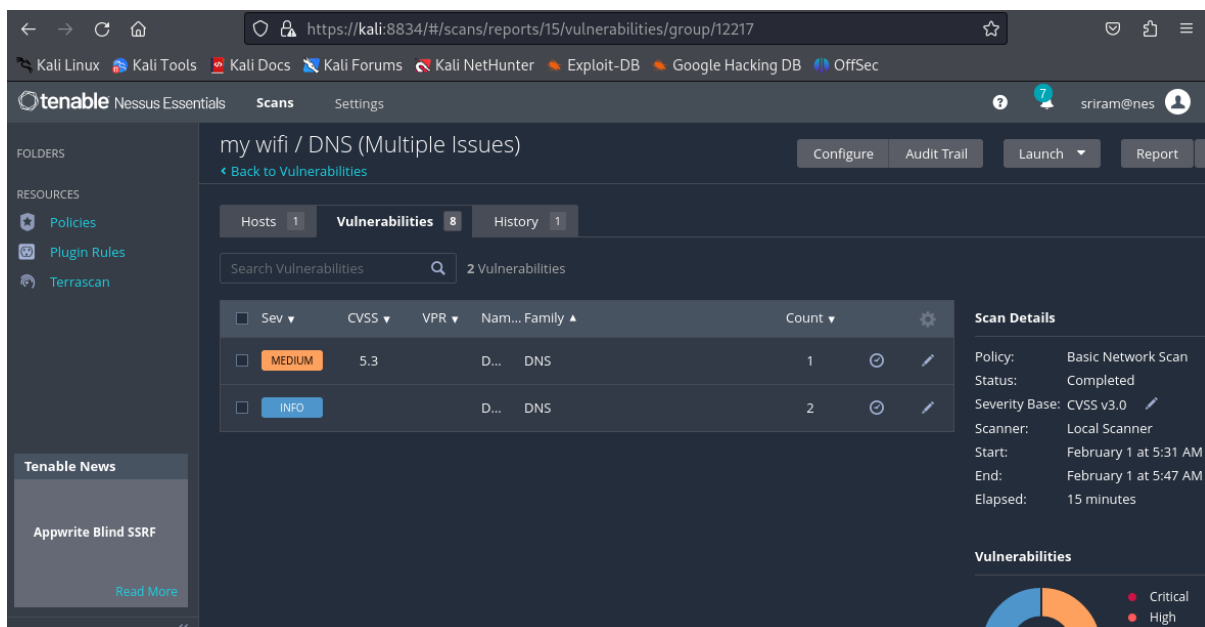 https://kali:8834/#/scans/reports/15/vulnerabilities/group/12217
Kali Linux Kali Tools Kali Docs Kali Forums Kali NetHunter Exploit-DB Google Hacking DB OffSec
tenable Nessus Essentials Scans Settings 7 sriram@nes
FOLDERS
RESOURCES
Policies
Plugin Rules
Terrascan
Tenable News
Appwrite Blind SSRF
Read More
my wifi / DNS (Multiple Issues)
Back to Vulnerabilities
Configure Audit Trail Launch Report
Hosts 1 Vulnerabilities 8 History 1
Search Vulnerabilities 2 Vulnerabilities
Sev CVSS VPR Nam... Family Count
MEDIUM 5.3 D... DNS 1
INFO D... DNS 2
Scan Details
Policy: Basic Network Scan
Status: Completed
Severity Base: CVSS v3.0
Scanner: Local Scanner
Start: February 1 at 5:31 AM
End: February 1 at 5:47 AM
Elapsed: 15 minutes
Vulnerabilities
Critical
High